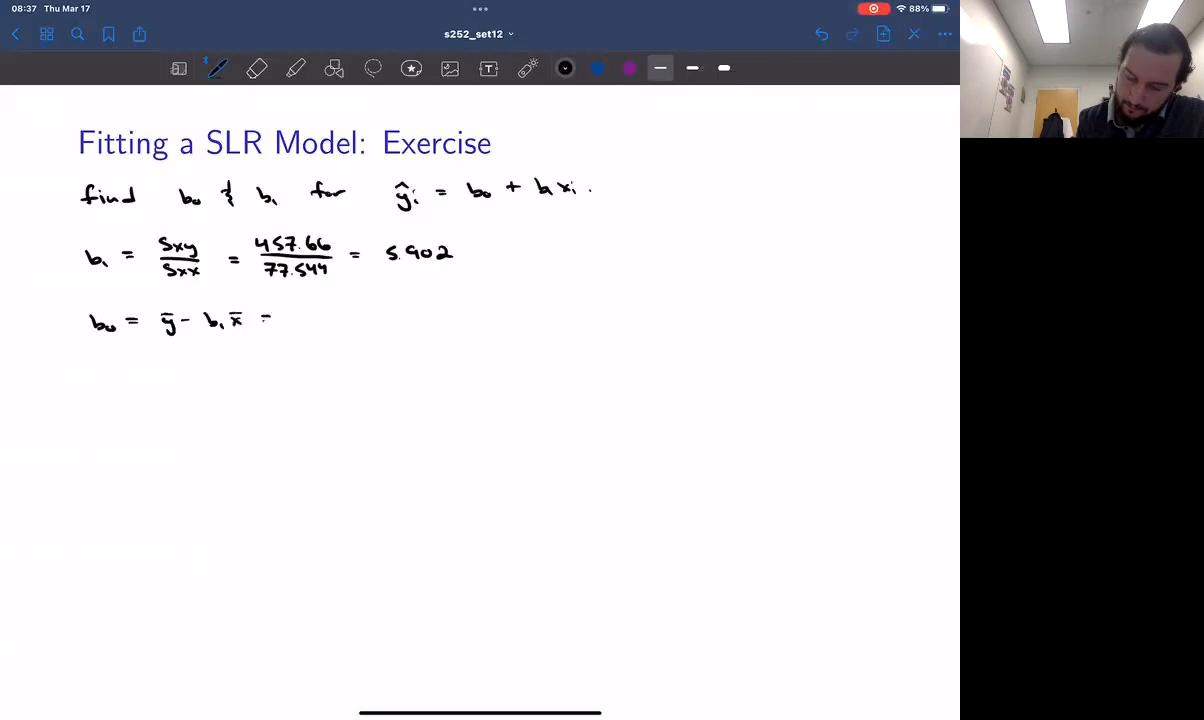 08:37 Thu Mar 17
88%
s252_set12
Fitting a SLR Model: Exercise
find b₀ & b₁ for ŷᵢ = b₀ + b₁xᵢ.
b₁ = Sxy/Sxx = 457.66/77.544 = 5.902
b₀ = ȳ - b₁x̄ =